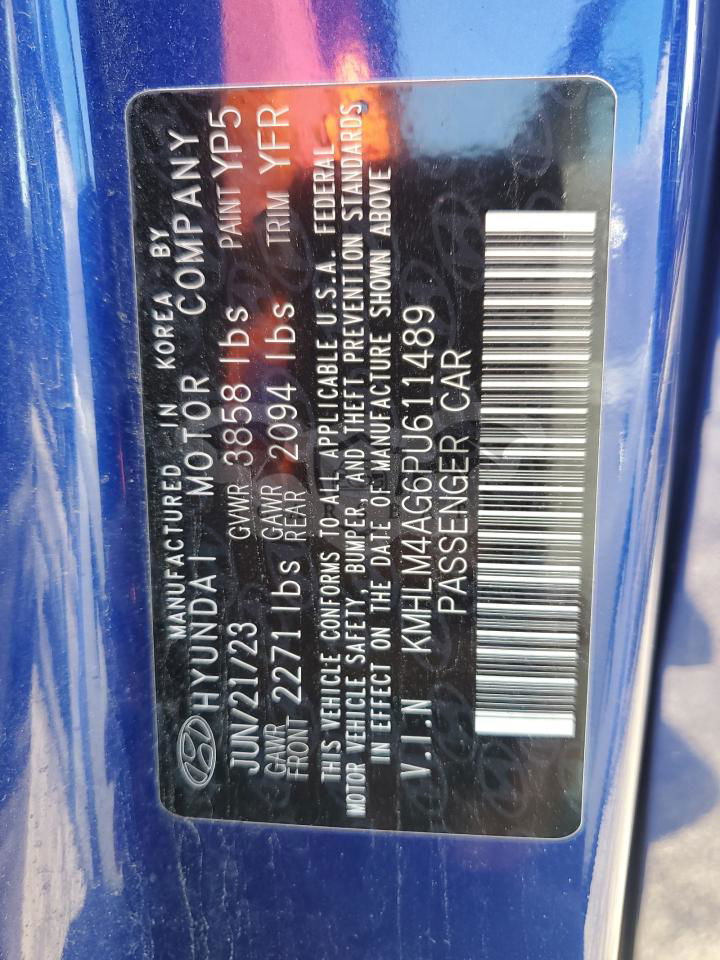 MANUFACTURED IN KOREA BY
HYUNDAI MOTOR COMPANY
JUN/21/23 GVWR 3858 lbs PAINT YP5
GAWR FRONT 2271 lbs GAWR REAR 2094 lbs TRIM YFR
THIS VEHICLE CONFORMS TO ALL APPLICABLE U.S.A. FEDERAL
MOTOR VEHICLE SAFETY, BUMPER, AND THEFT PREVENTION STANDARDS
IN EFFECT ON THE DATE OF MANUFACTURE SHOWN ABOVE
V.I.N KMHLM4AG6PU611489
PASSENGER CAR